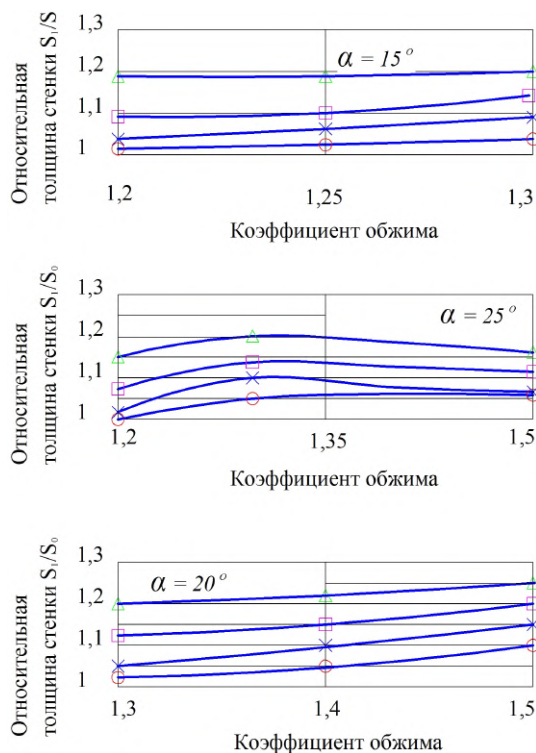 Относительная
толщина стенки S₁/S
1,3
1,2
1,1
1
α = 15°
1,2
1,25
1,3
Коэффициент обжима
Относительная
толщина стенки S₁/S₀
1,3
1,2
1,1
1
α = 25°
1,2
1,35
1,5
Коэффициент обжима
Относительная
толщина стенки S₁/S₀
1,3
1,2
1,1
1
α = 20°
1,3
1,4
1,5
Коэффициент обжима